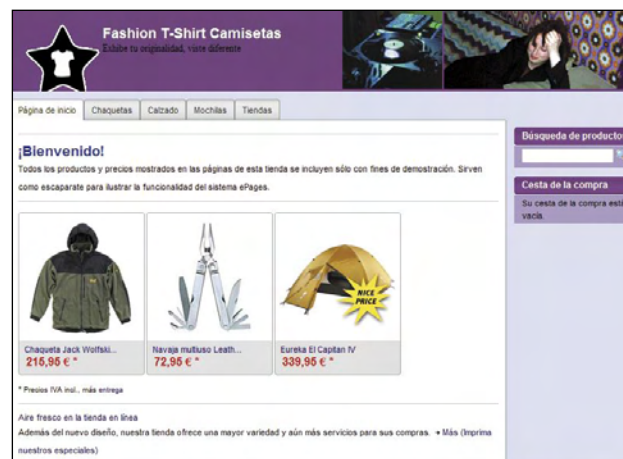 Fashion T-Shirt Camisetas
Exhibe tu originalidad, viste diferente
Página de inicio
Chaquetas
Calzado
Mochilas
Tiendas
¡Bienvenido!
Todos los productos y precios mostrados en las páginas de esta tienda se incluyen sólo con fines de demostración. Sirven
como escaparate para ilustrar la funcionalidad del sistema ePages.
NICE
PRICE
Chaqueta Jack Wolfski...
215,95 € *
Navaja multiuso Leath...
72,95 € *
Eureka El Capitan IV
339,95 € *
* Precios IVA incl., más entrega
Aire fresco en la tienda en línea
Además del nuevo diseño, nuestra tienda ofrece una mayor variedad y aún más servicios para sus compras. • Más (Imprima
nuestros especiales)
Búsqueda de producto
Cesta de la compra
Su cesta de la compra est
vacía.